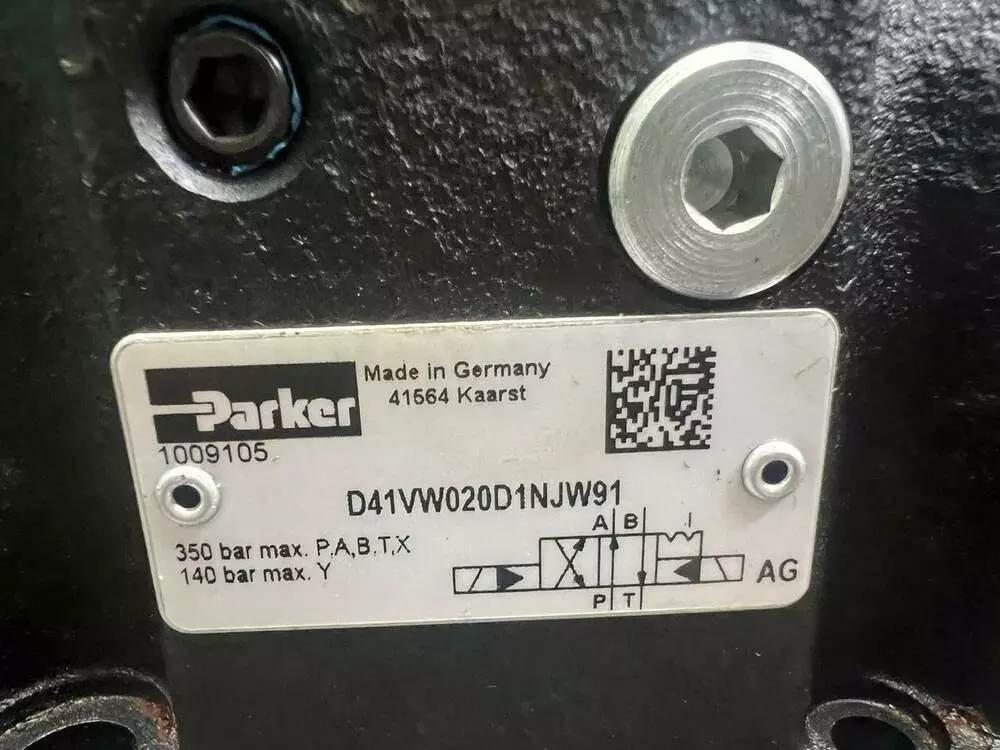 Parker
Made in Germany
41564 Kaarst
1009105
D41VW020D1NJW91
350 bar max. P,A,B,T,X
140 bar max. Y
A B
P T
AG